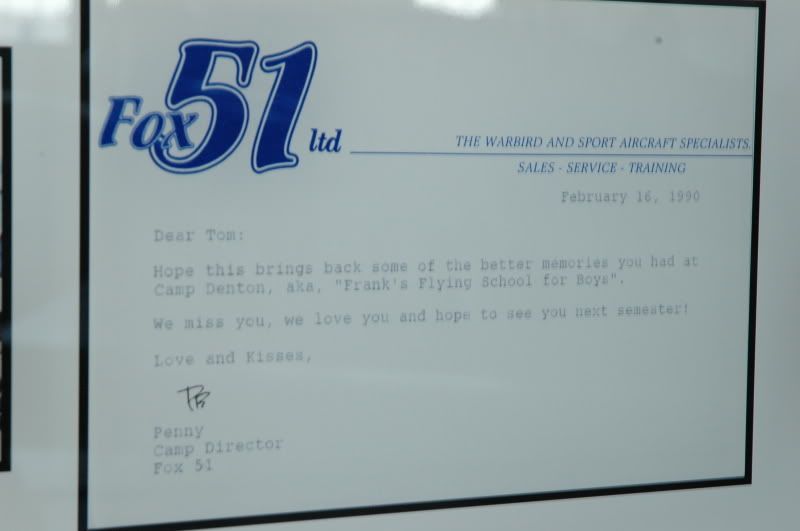 Fox 51 ltd
THE WARBIRD AND SPORT AIRCRAFT SPECIALISTS.
SALES - SERVICE - TRAINING
February 16, 1990
Dear Tom:
Hope this brings back some of the better memories you had at
Camp Denton, aka, "Frank's Flying School for Boys".
We miss you, we love you and hope to see you next semester!
Love and Kisses,
Penny
Camp Director
Fox 51